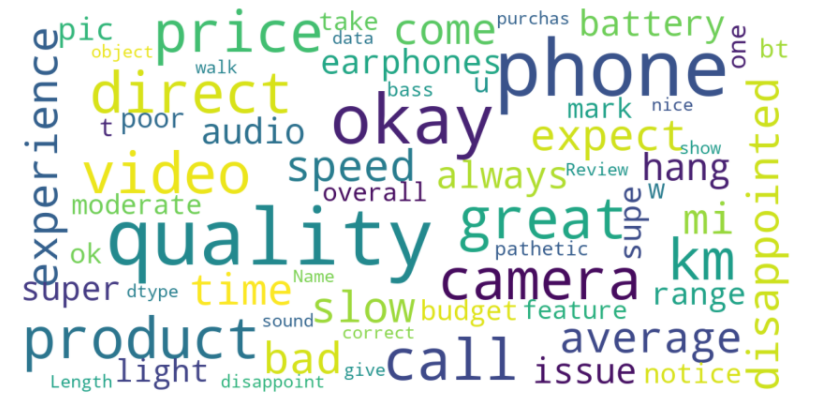 pic
price
take
come
purchas
battery
object
data
one
bt
experience
walk
earphones
phone
direct
bass
u
t
poor
okay
mark
nice
audio
expect
show
video
speed
always
Review
hang
disappointed
moderate
overall
supe
w
quality
great
mi
ok
pathetic
km
super
dtype
time
Name
camera
range
slow
budget
feature
product
sound
correct
average
light
bad
give
call
issue
notice
Length
disappoint